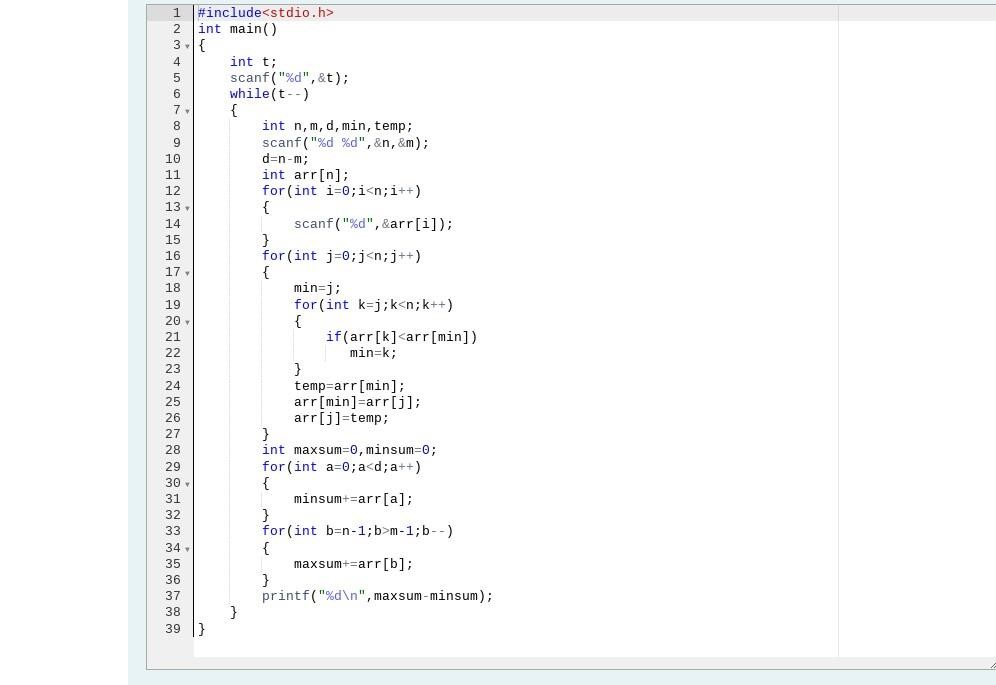 1 #include<stdio.h>
2 int main()
3 {
4     int t;
5     scanf("%d",&t);
6     while(t--)
7     {
8         int n,m,d,min,temp;
9         scanf("%d %d",&n,&m);
10         d=n-m;
11         int arr[n];
12         for(int i=0;i<n;i++)
13         {
14             scanf("%d",&arr[i]);
15         }
16         for(int j=0;j<n;j++)
17         {
18             min=j;
19             for(int k=j;k<n;k++)
20             {
21                 if(arr[k]<arr[min])
22                    min=k;
23             }
24             temp=arr[min];
25             arr[min]=arr[j];
26             arr[j]=temp;
27         }
28         int maxsum=0,minsum=0;
29         for(int a=0;a<d;a++)
30         {
31             minsum+=arr[a];
32         }
33         for(int b=n-1;b>m-1;b--)
34         {
35             maxsum+=arr[b];
36         }
37         printf("%d\n",maxsum-minsum);
38     }
39 }